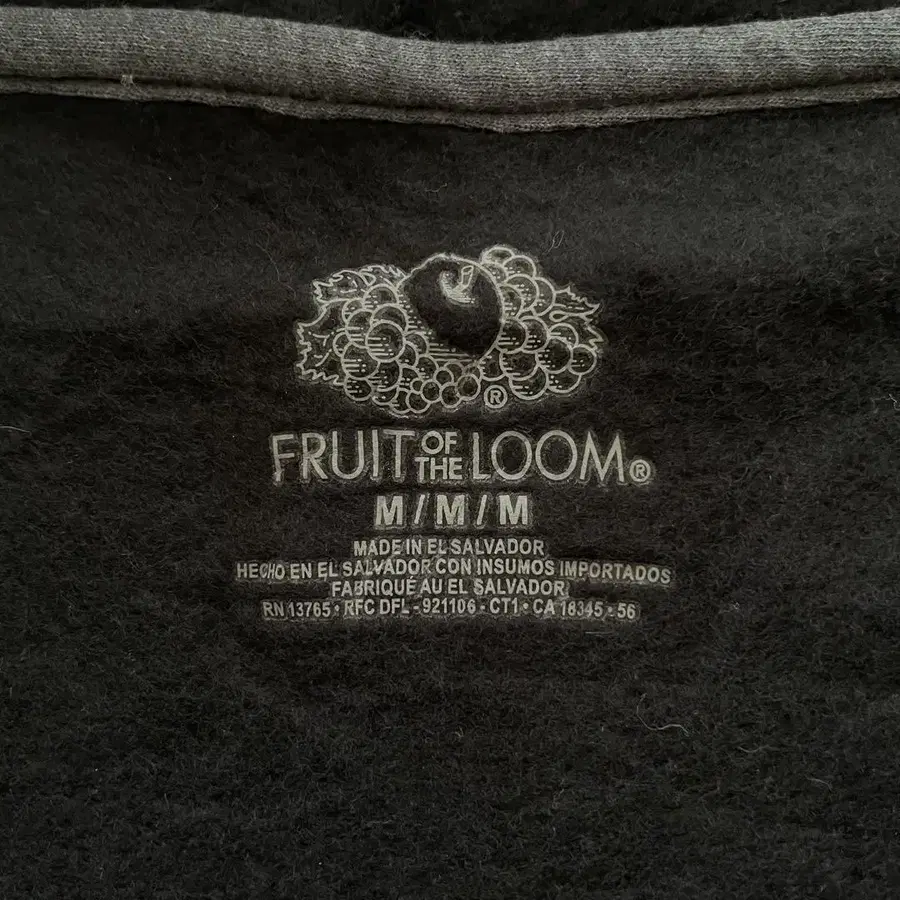 ®
FRUIT OF THE LOOM®
M / M / M
MADE IN EL SALVADOR
HECHO EN EL SALVADOR CON INSUMOS IMPORTADOS
FABRIQUÉ AU EL SALVADOR
RN 13765 • RFC DFL - 921106 - CT1 • CA 18345 • 56